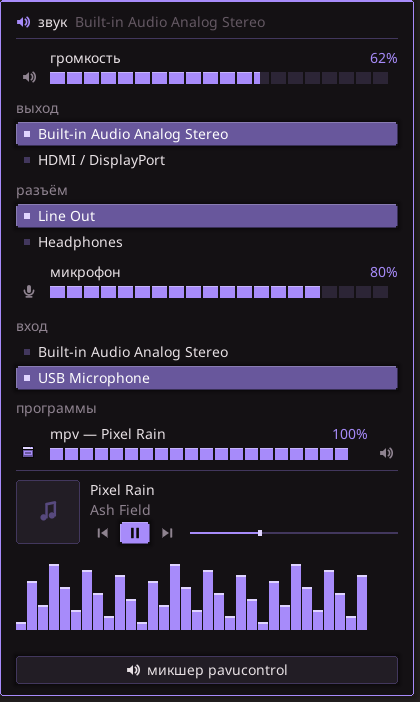 звук Built-in Audio Analog Stereo
громкость 62%
выход
Built-in Audio Analog Stereo
HDMI / DisplayPort
разъём
Line Out
Headphones
микрофон 80%
вход
Built-in Audio Analog Stereo
USB Microphone
программы
mpv — Pixel Rain 100%
Pixel Rain
Ash Field
микшер pavucontrol